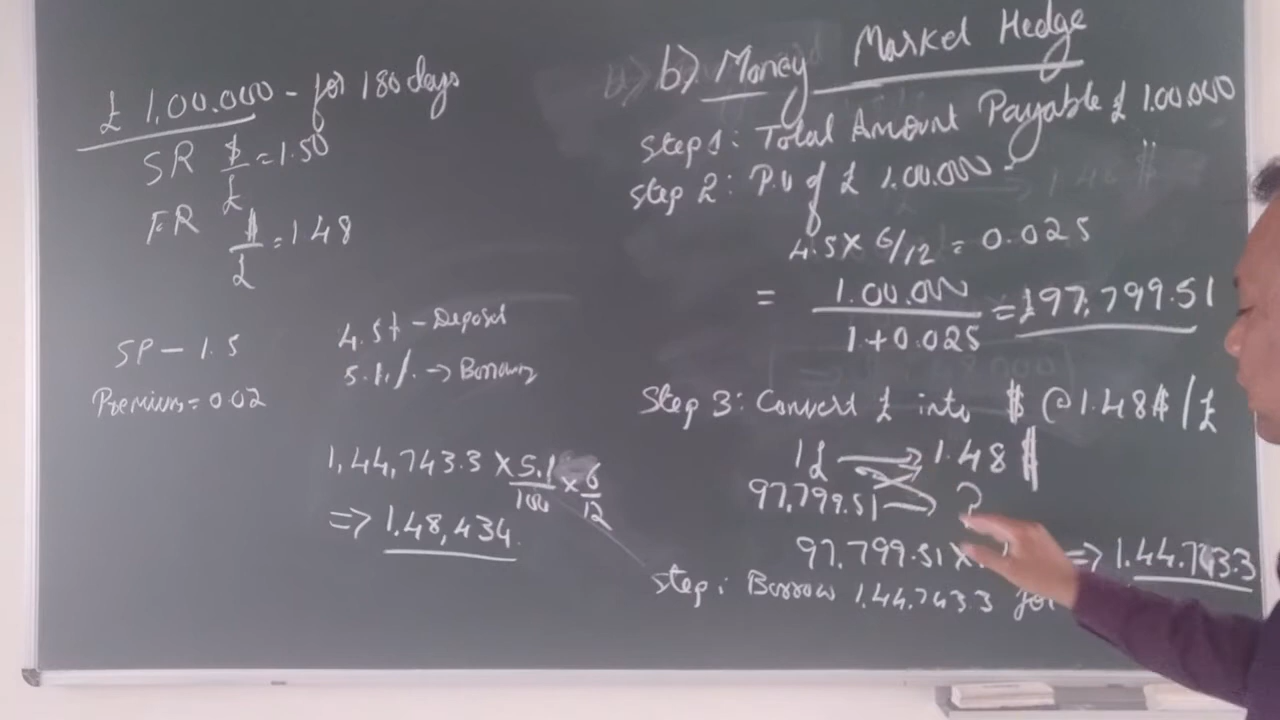 £ 1,00.000 - for 180 days
SR $/£ = 1.50
FR $/£ = 1.48
SP - 1.5
Premium = 0.02
4.5% - Deposit
5.1% → Borrowing
1,44,743.3 × 5.1/100 × 6/12
⇒ 1.48,434.
b) Money Market Hedge
Step 1: Total Amount Payable £ 1.00.000
Step 2: P.V of £ 1.00.000 -
4.5 × 6/12 = 0.025
= 1.00.000 / 1+0.025 = £97,799.51
Step 3: Convert £ into $ @1.48$/£
1£ → 1.48 $
97,799.51 → ?
97.799.51 × ⇒ 1.44.743.3
Step: Borrow 1.44.743.3 for